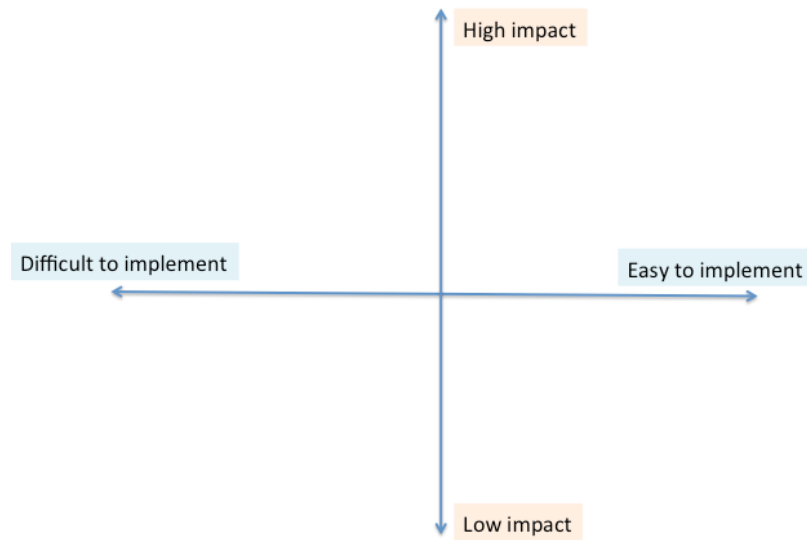 High impact
Difficult to implement
Easy to implement
Low impact